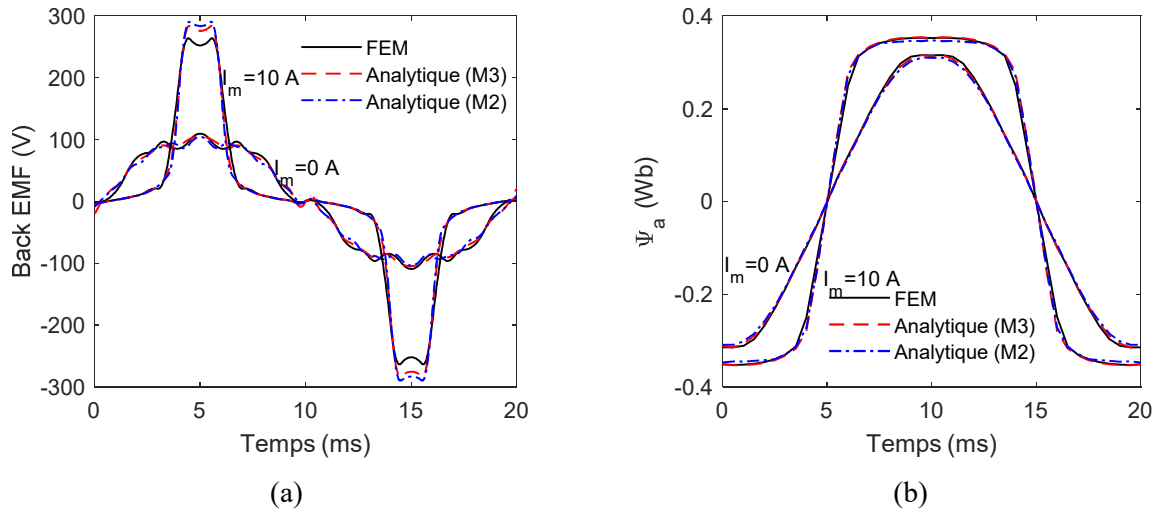 300
200
100
0
-100
-200
-300
Back EMF (V)
FEM
Analytique (M3)
Analytique (M2)
I_m=10 A
I_m=0 A
0
5
10
15
20
Temps (ms)
(a)
0.4
0.2
0
-0.2
-0.4
Ψ_a (Wb)
I_m=0 A
I_m=10 A
FEM
Analytique (M3)
Analytique (M2)
0
5
10
15
20
Temps (ms)
(b)